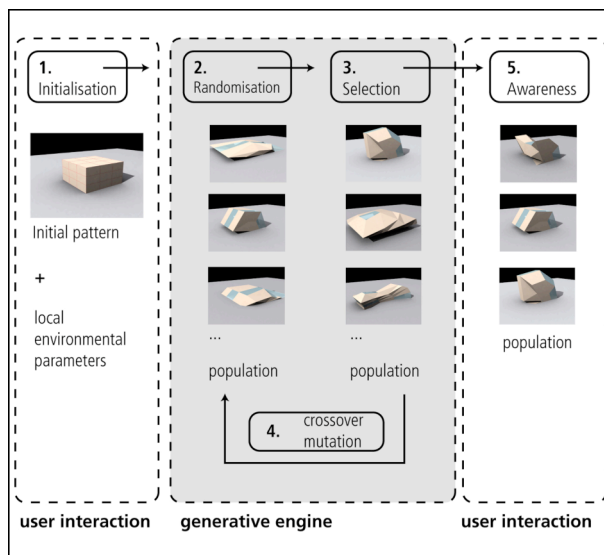 1.
Initialisation
2.
Randomisation
3.
Selection
5.
Awareness
Initial pattern
+
local
environmental
parameters
...
population
...
population
population
4.
crossover
mutation
user interaction
generative engine
user interaction